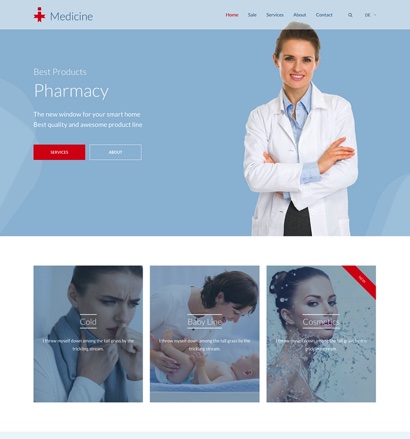 Medicine
Home Sale Services About Contact DE
Best Products
Pharmacy
The new window for your smart home
Best quality and awesome product line
SERVICES ABOUT
NEW
Cold Baby Line Cosmetics
I throw myself down among the tall grass by the trickling stream.
I throw myself down among the tall grass by the trickling stream.
I throw myself down among the tall grass by the trickling stream.